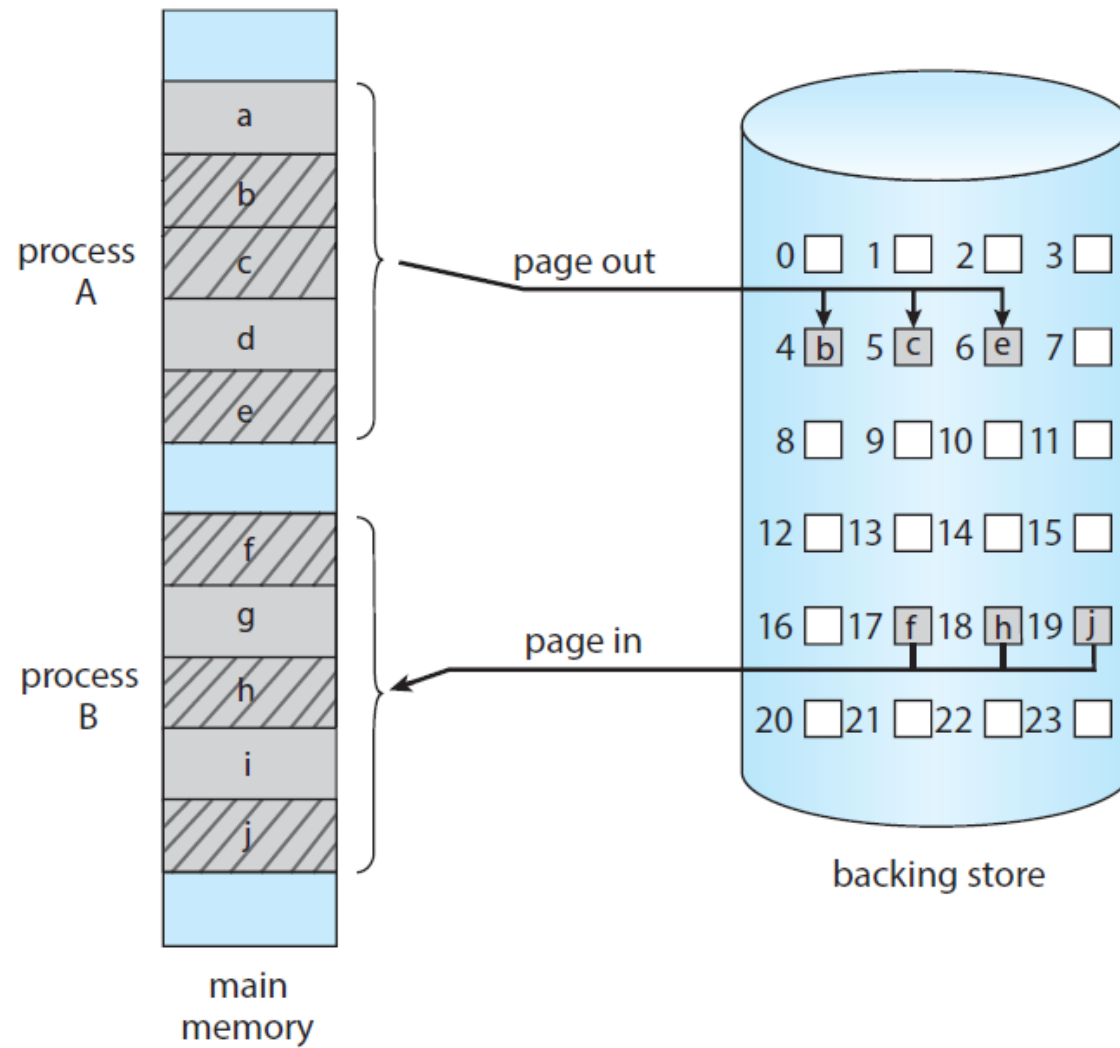 a
b
c
d
e
process
A
f
g
h
i
j
process
B
main
memory
page out
page in
0 1 2 3
4 b 5 c 6 e 7
8 9 10 11
12 13 14 15
16 17 f 18 h 19 j
20 21 22 23
backing store